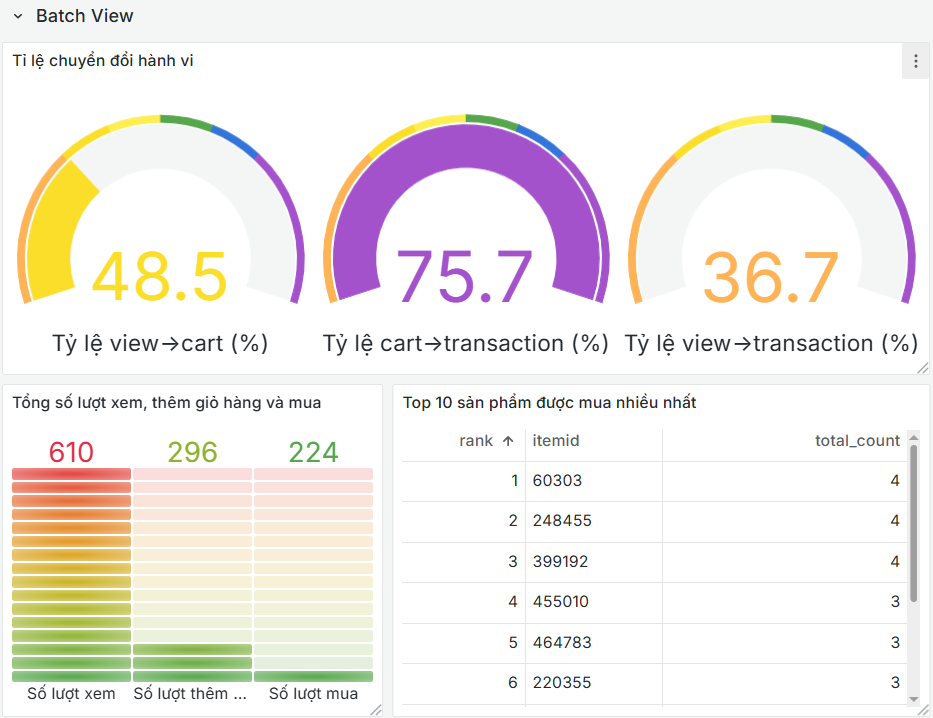 Batch View
Tỉ lệ chuyển đổi hành vi
48.5 75.7 36.7
Tỷ lệ view→cart (%) Tỷ lệ cart→transaction (%) Tỷ lệ view→transaction (%)
Tổng số lượt xem, thêm giỏ hàng và mua
610 296 224
Số lượt xem Số lượt thêm ... Số lượt mua
Top 10 sản phẩm được mua nhiều nhất
rank ↑ itemid total_count
1 60303 4
2 248455 4
3 399192 4
4 455010 3
5 464783 3
6 220355 3